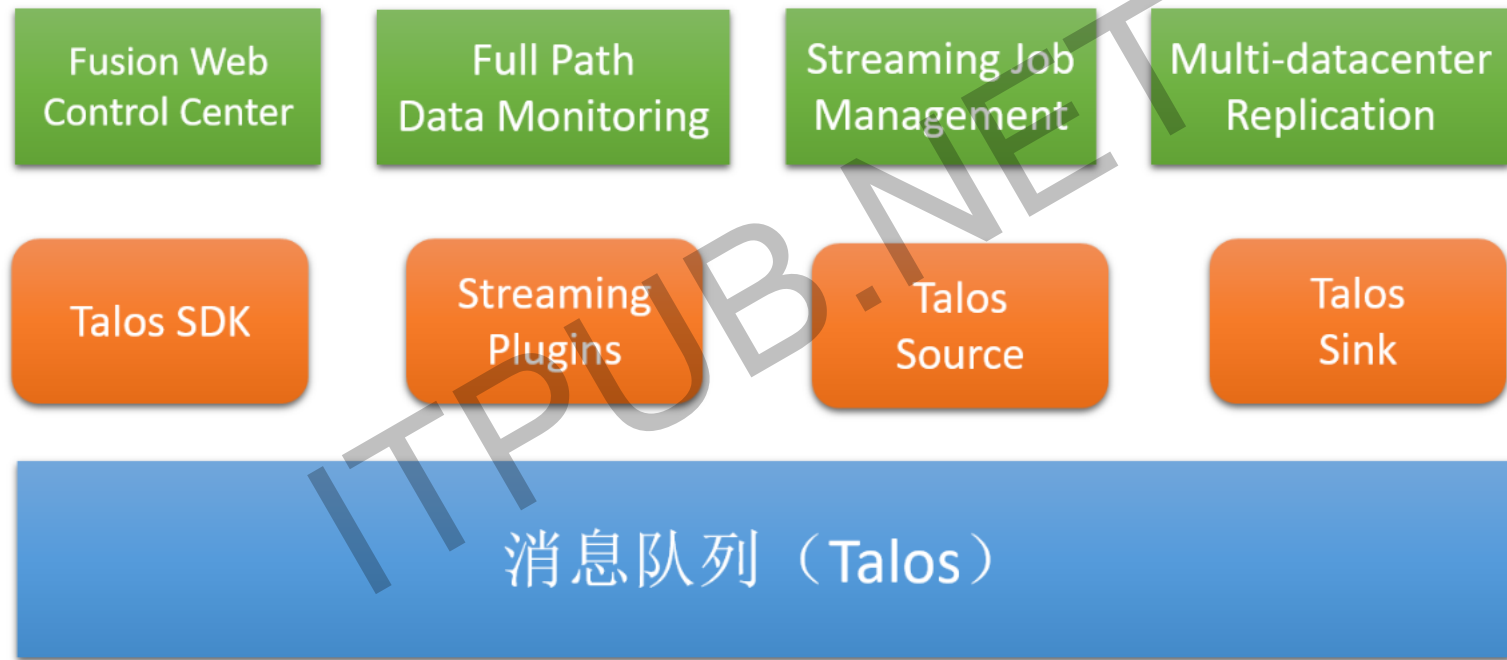 Fusion Web
Control Center
Full Path
Data Monitoring
Streaming Job
Management
Multi-datacenter
Replication
Talos SDK
Streaming
Plugins
Talos
Source
Talos
Sink
消息队列（Talos）
ITPUB.NET